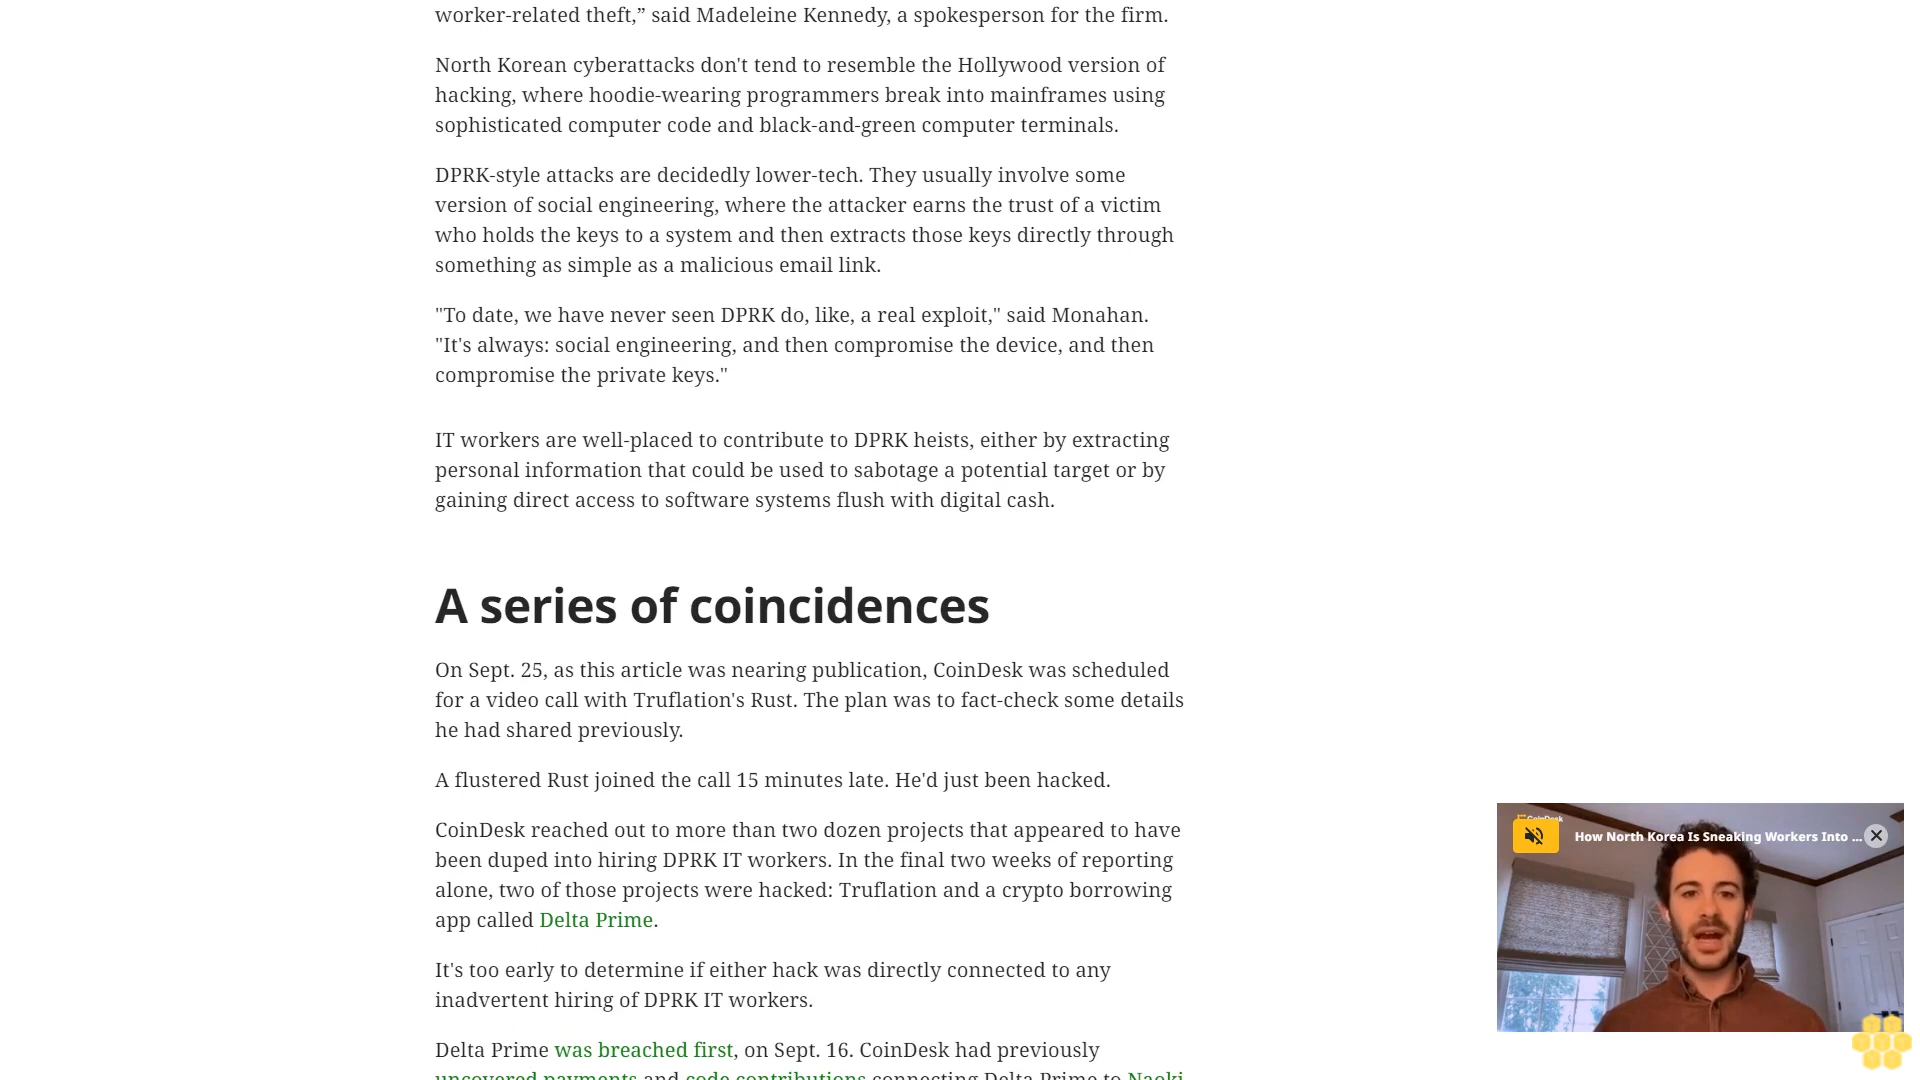 worker-related theft,” said Madeleine Kennedy, a spokesperson for the firm.
North Korean cyberattacks don't tend to resemble the Hollywood version of
hacking, where hoodie-wearing programmers break into mainframes using
sophisticated computer code and black-and-green computer terminals.
DPRK-style attacks are decidedly lower-tech. They usually involve some
version of social engineering, where the attacker earns the trust of a victim
who holds the keys to a system and then extracts those keys directly through
something as simple as a malicious email link.
"To date, we have never seen DPRK do, like, a real exploit," said Monahan.
"It's always: social engineering, and then compromise the device, and then
compromise the private keys."
IT workers are well-placed to contribute to DPRK heists, either by extracting
personal information that could be used to sabotage a potential target or by
gaining direct access to software systems flush with digital cash.
A series of coincidences
On Sept. 25, as this article was nearing publication, CoinDesk was scheduled
for a video call with Truflation's Rust. The plan was to fact-check some details
he had shared previously.
A flustered Rust joined the call 15 minutes late. He'd just been hacked.
CoinDesk reached out to more than two dozen projects that appeared to have
been duped into hiring DPRK IT workers. In the final two weeks of reporting
alone, two of those projects were hacked: Truflation and a crypto borrowing
app called Delta Prime.
It's too early to determine if either hack was directly connected to any
inadvertent hiring of DPRK IT workers.
Delta Prime was breached first, on Sept. 16. CoinDesk had previously
uncovered payments and code contributions connecting Delta Prime to Naoki
CoinDesk
How North Korea Is Sneaking Workers Into ...